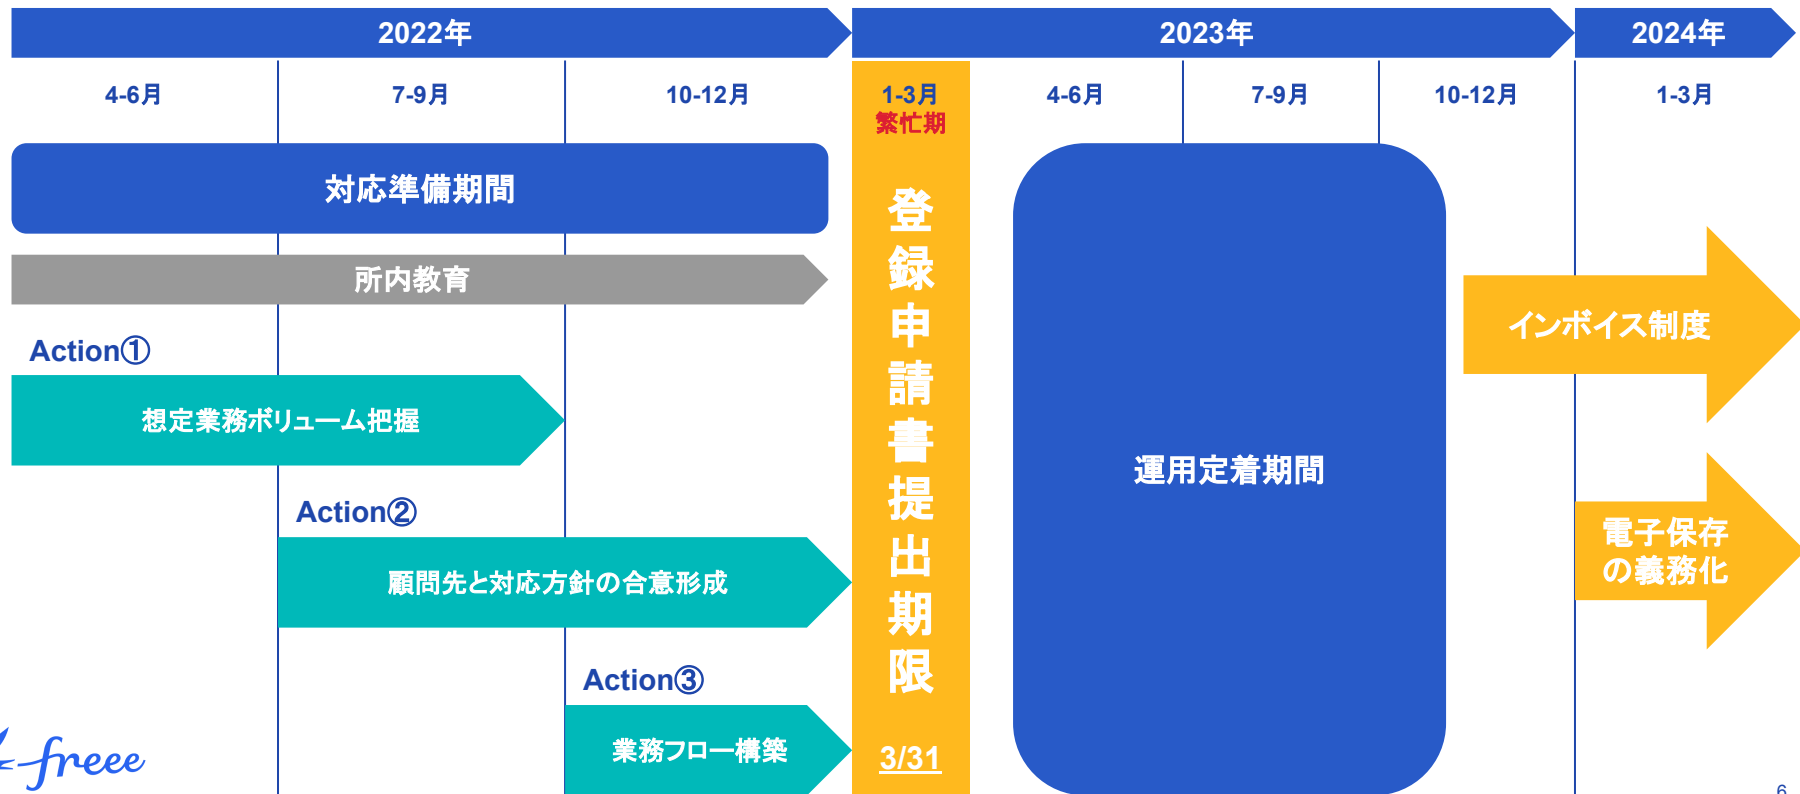 2022年
2023年
2024年
4-6月
7-9月
10-12月
1-3月
繁忙期
4-6月
7-9月
10-12月
1-3月
対応準備期間
所内教育
Action①
想定業務ボリューム把握
Action②
顧問先と対応方針の合意形成
Action③
業務フロー構築
登録申請書提出期限
3/31
運用定着期間
インボイス制度
電子保存
の義務化
freee
6